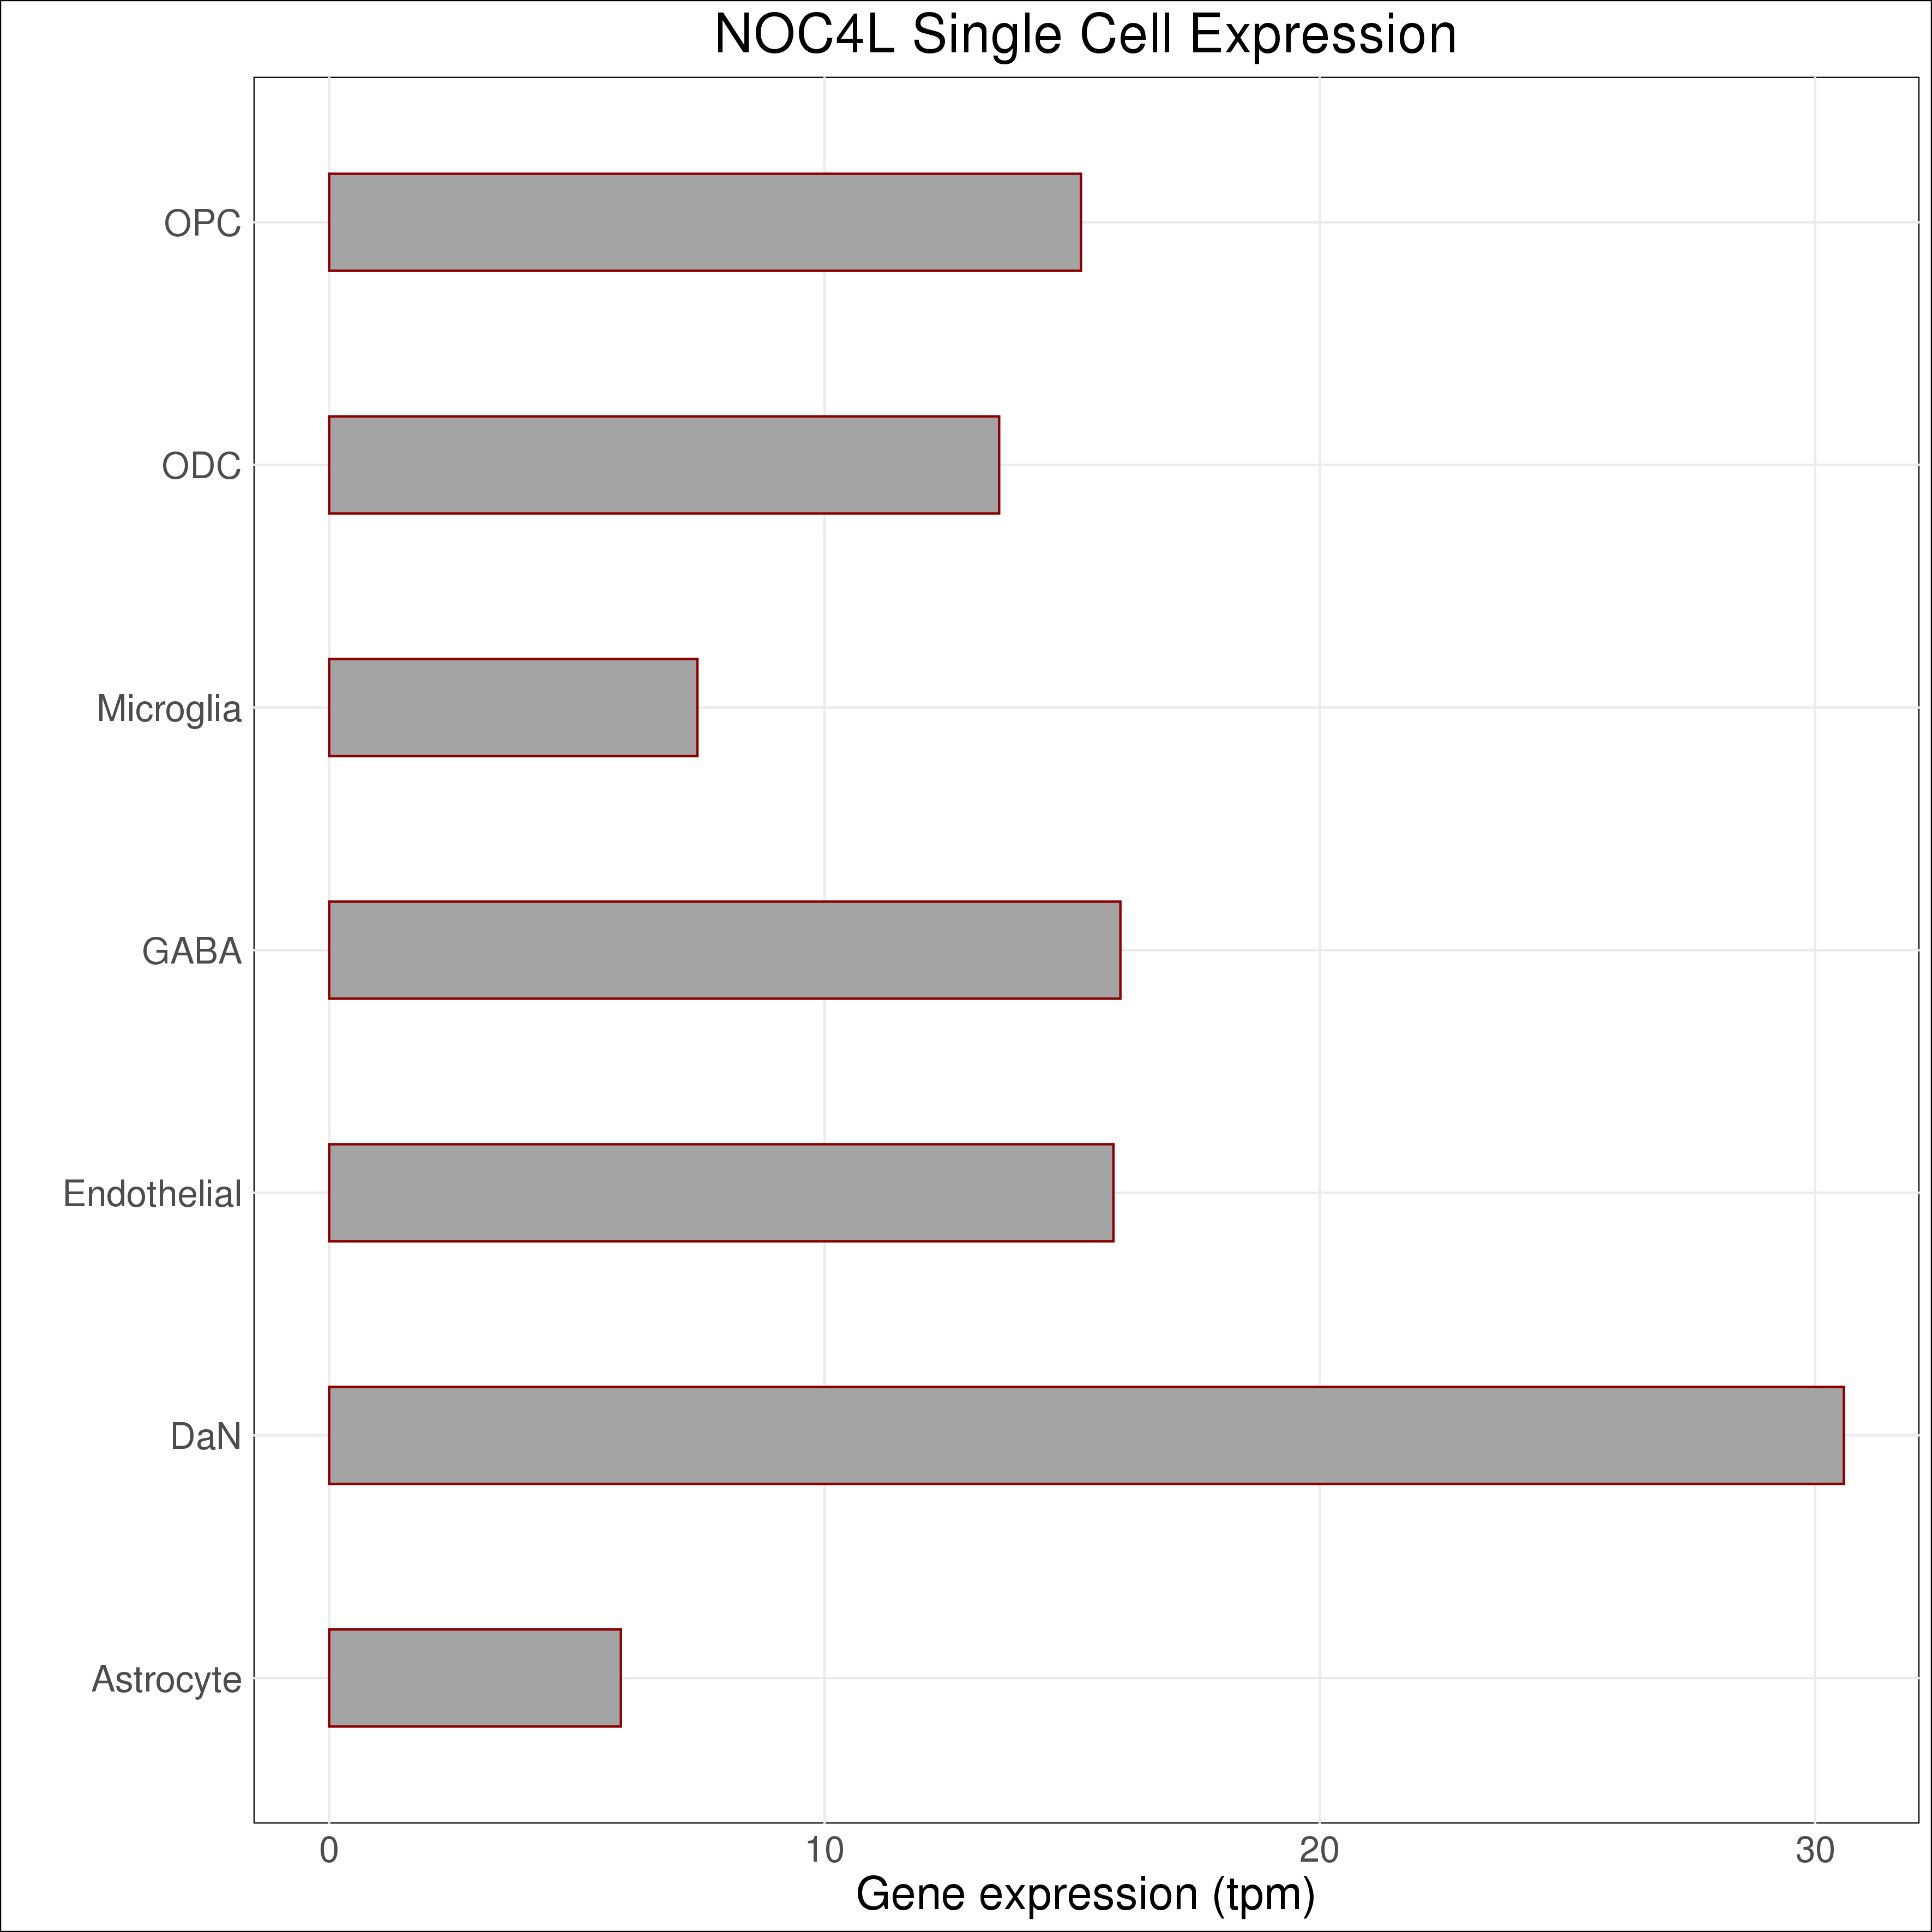 NOC4L Single Cell Expression
OPC
ODC
Microglia
GABA
Endothelial
DaN
Astrocyte
0 10 20 30
Gene expression (tpm)